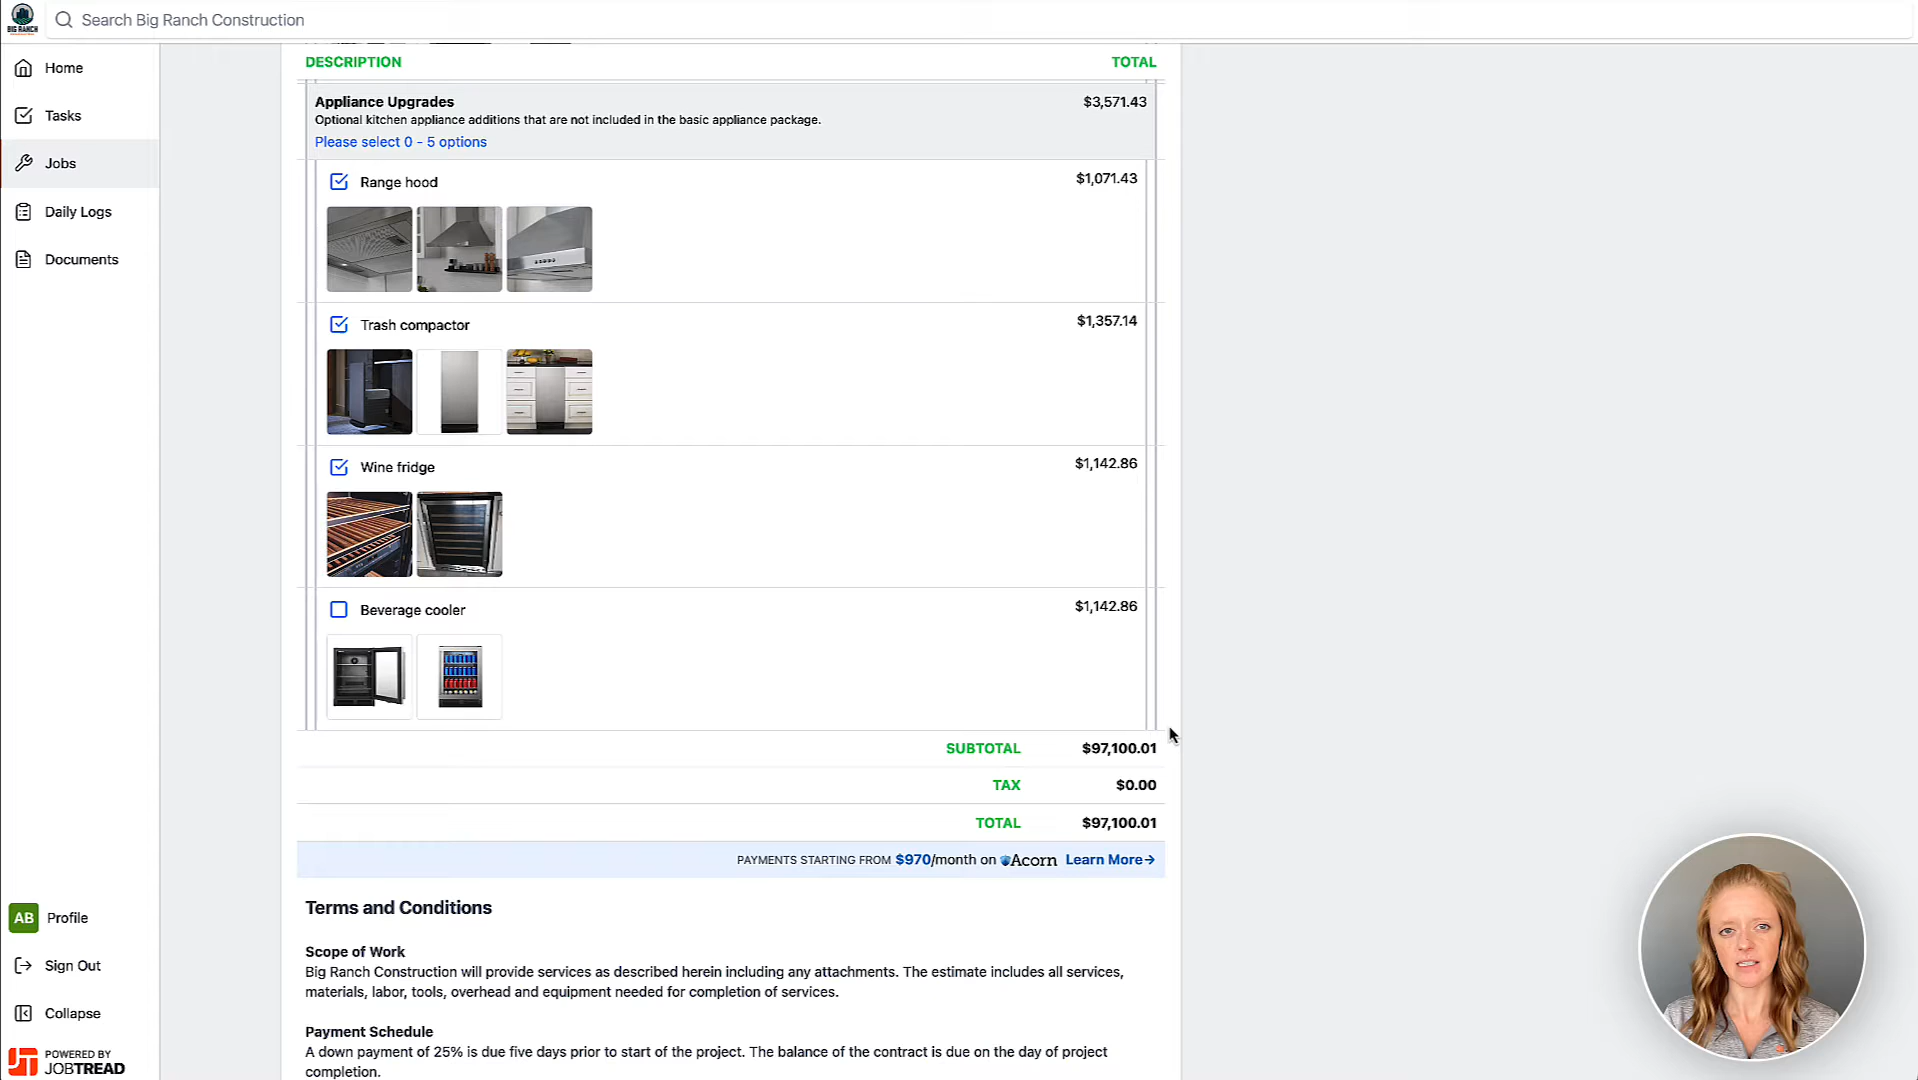 BIG RANCH
Search Big Ranch Construction
Home
Tasks
Jobs
Daily Logs
Documents
DESCRIPTION TOTAL
Appliance Upgrades $3,571.43
Optional kitchen appliance additions that are not included in the basic appliance package.
Please select 0 - 5 options
Range hood $1,071.43
Trash compactor $1,357.14
Wine fridge $1,142.86
Beverage cooler $1,142.86
SUBTOTAL $97,100.01
TAX $0.00
TOTAL $97,100.01
PAYMENTS STARTING FROM $970/month on Acorn Learn More→
Terms and Conditions
Scope of Work
Big Ranch Construction will provide services as described herein including any attachments. The estimate includes all services,
materials, labor, tools, overhead and equipment needed for completion of services.
Payment Schedule
A down payment of 25% is due five days prior to start of the project. The balance of the contract is due on the day of project
completion.
AB Profile
Sign Out
Collapse
JT POWERED BY
JOBTREAD